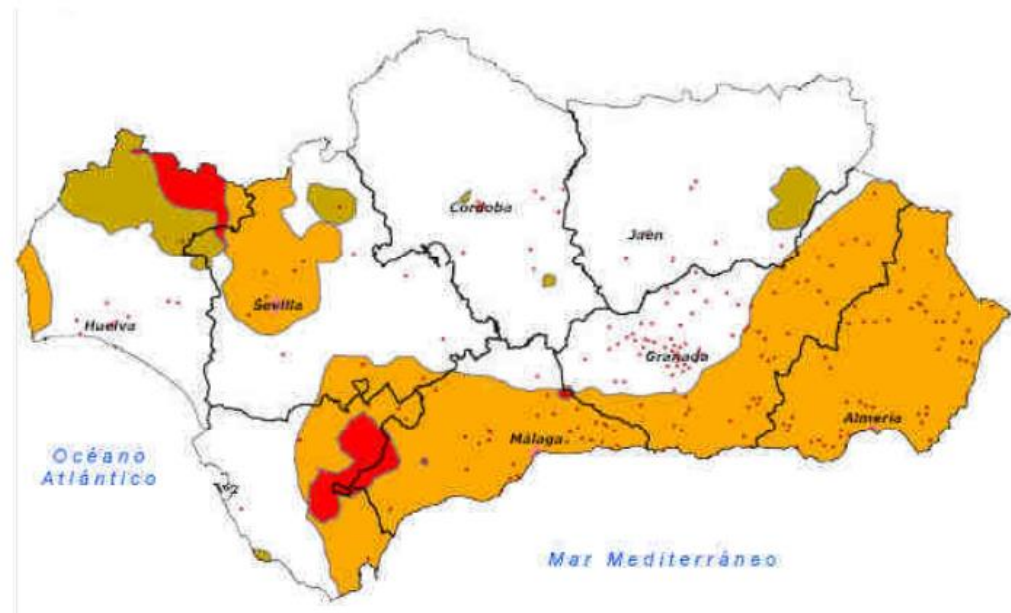 Córdoba
Jaén
Sevilla
Huelva
Granada
Almería
Málaga
Océano
Atlántico
Mar Mediterráneo